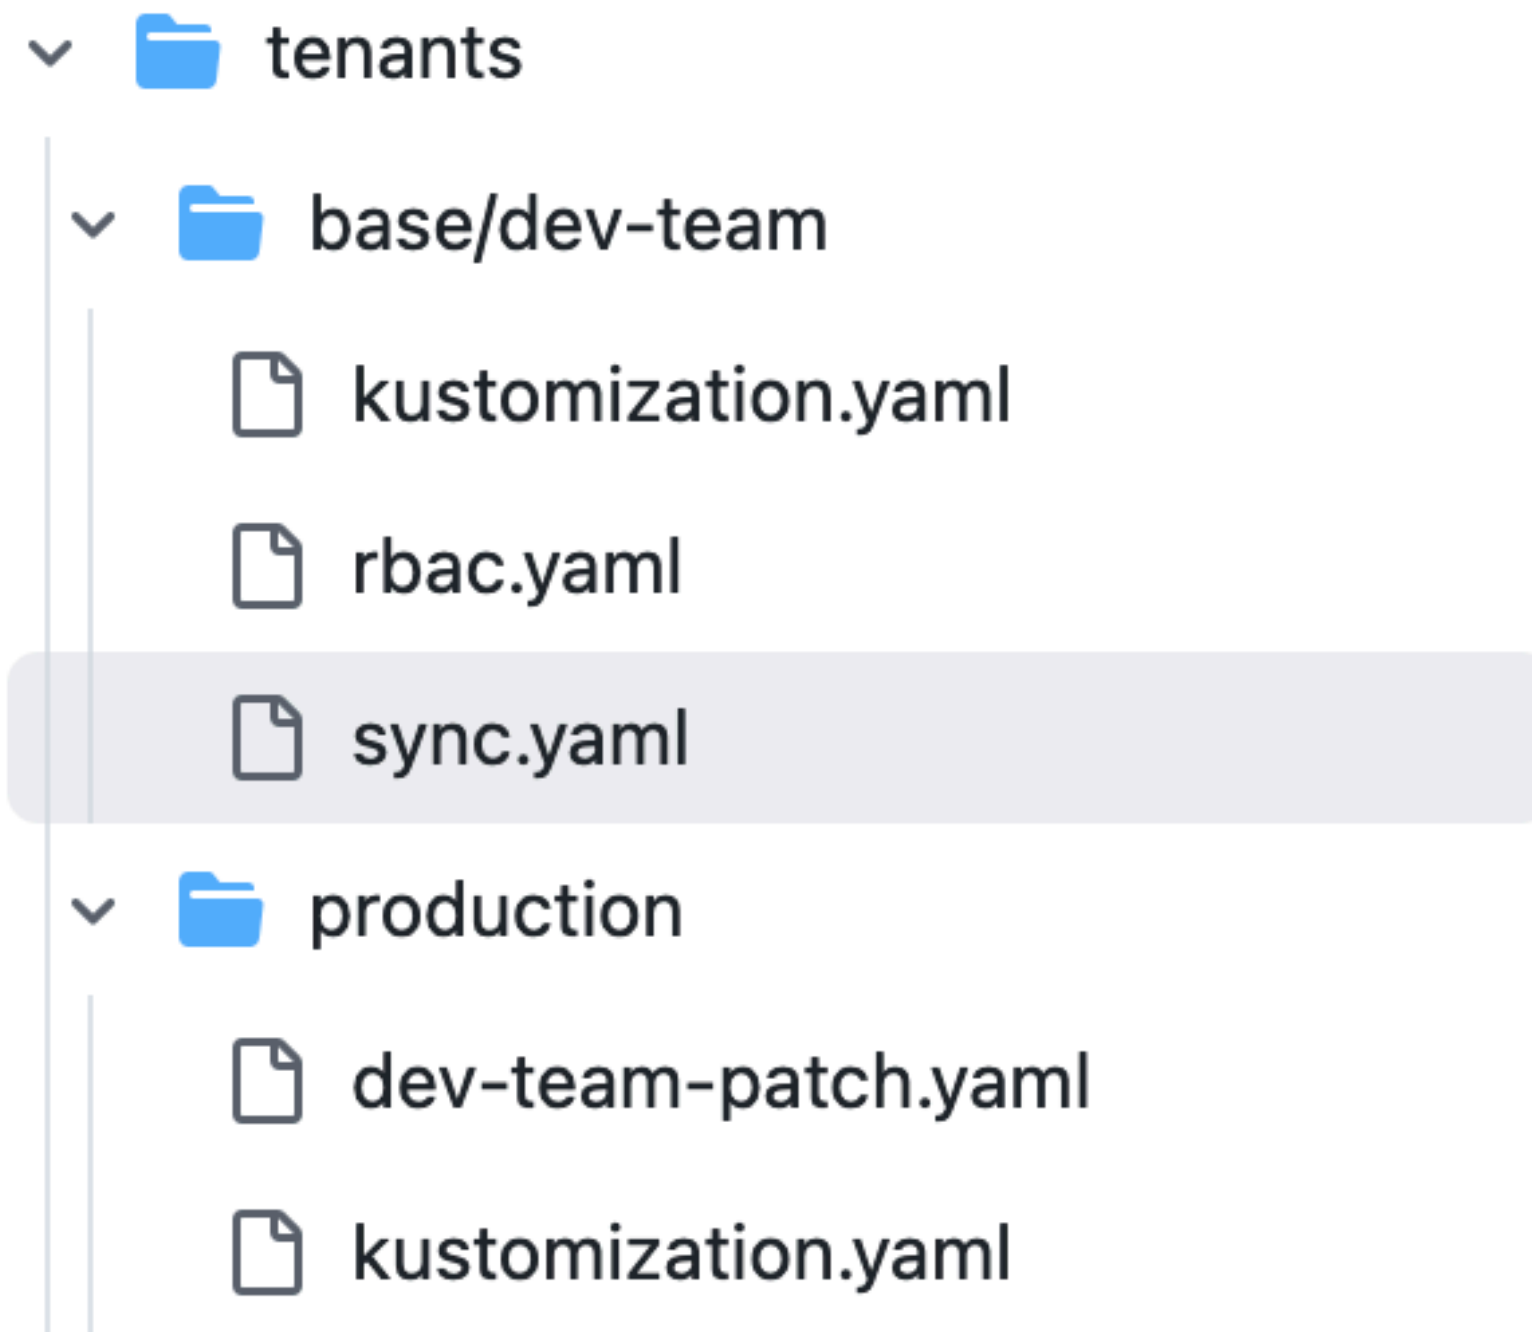 tenants
base/dev-team
kustomization.yaml
rbac.yaml
sync.yaml
production
dev-team-patch.yaml
kustomization.yaml